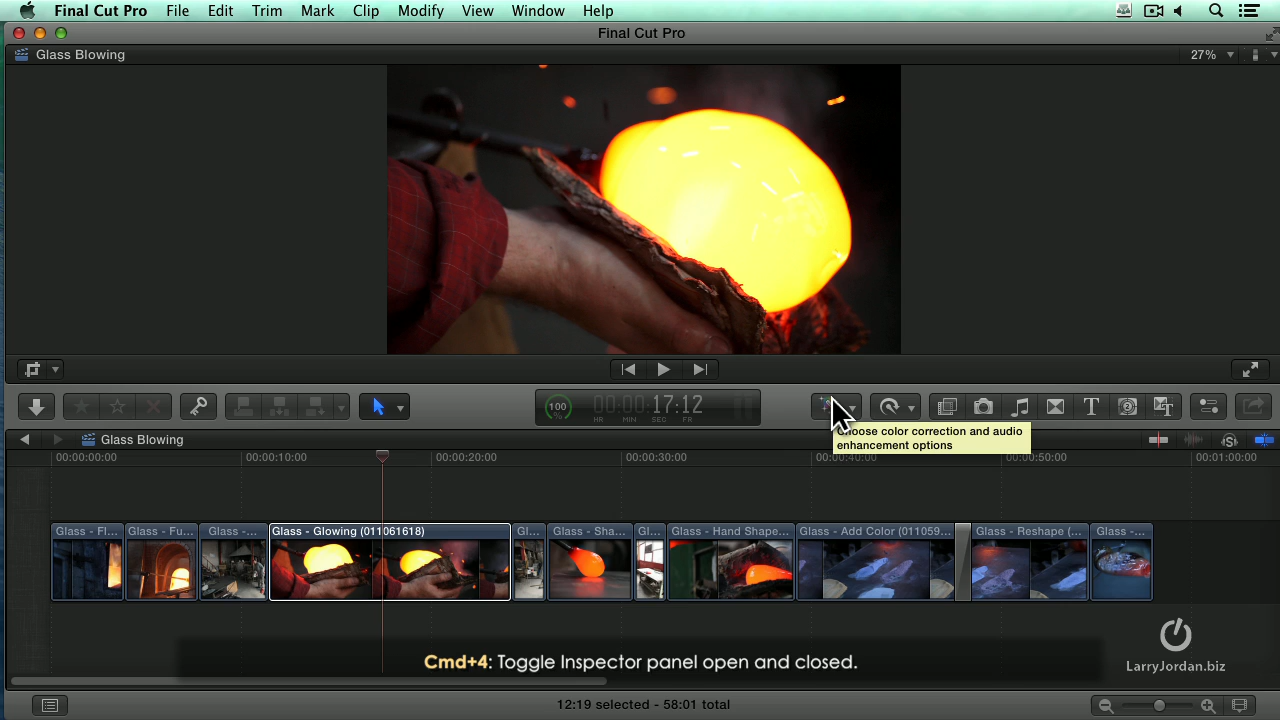 Final Cut Pro File Edit Trim Mark Clip Modify View Window Help
Final Cut Pro
Glass Blowing
27%
100
%
00:00:17:12
HR MIN SEC FR
Choose color correction and audio
enhancement options
Glass Blowing
00:00:00:00 00:00:10:00 00:00:20:00 00:00:30:00 00:00:40:00 00:00:50:00 00:01:00:00
Glass - Fl... Glass - Fu... Glass -... Glass - Glowing (011061618) Gl... Glass - Sha... Gl... Glass - Hand Shape... Glass - Add Color (011059... Glass - Reshape (... Glass -...
Cmd+4: Toggle Inspector panel open and closed.
LarryJordan.biz
12:19 selected - 58:01 total